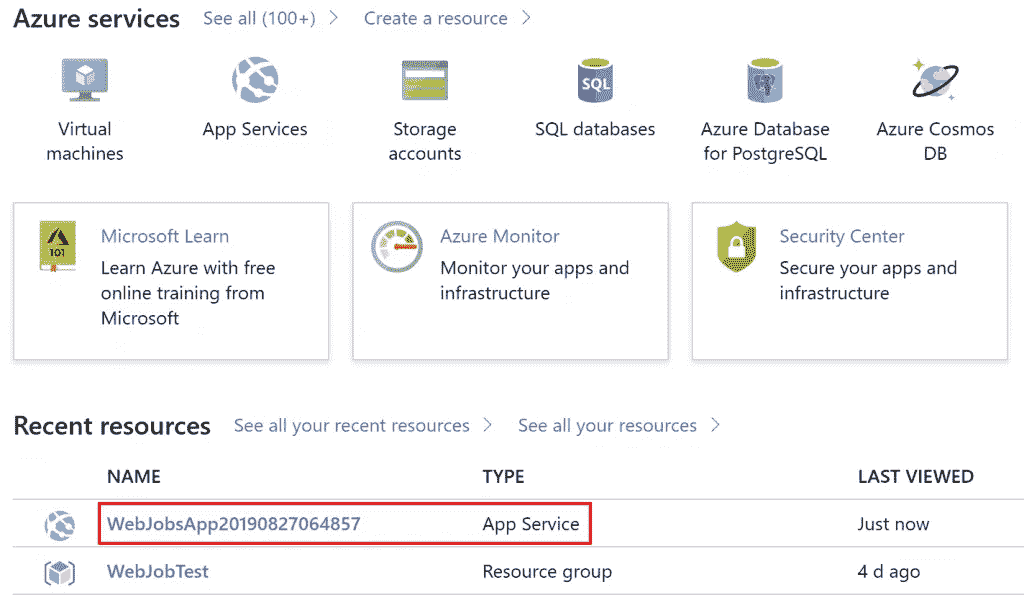 Azure services See all (100+) Create a resource
Virtual machines
App Services
Storage accounts
SQL
SQL databases
Azure Database for PostgreSQL
Azure Cosmos DB
101
Microsoft Learn
Learn Azure with free
online training from
Microsoft
Azure Monitor
Monitor your apps and
infrastructure
Security Center
Secure your apps and
infrastructure
Recent resources See all your recent resources See all your resources
NAME TYPE LAST VIEWED
WebJobsApp20190827064857 App Service Just now
WebJobTest Resource group 4 d ago